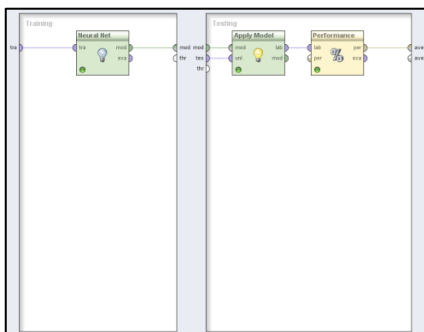 Training
Testing
Neural Net
Apply Model
Performance
tra
tra
mod
exa
mod
thr
mod
tes
thr
mod
unl
lab
mod
lab
per
per
exa
ave
ave
%